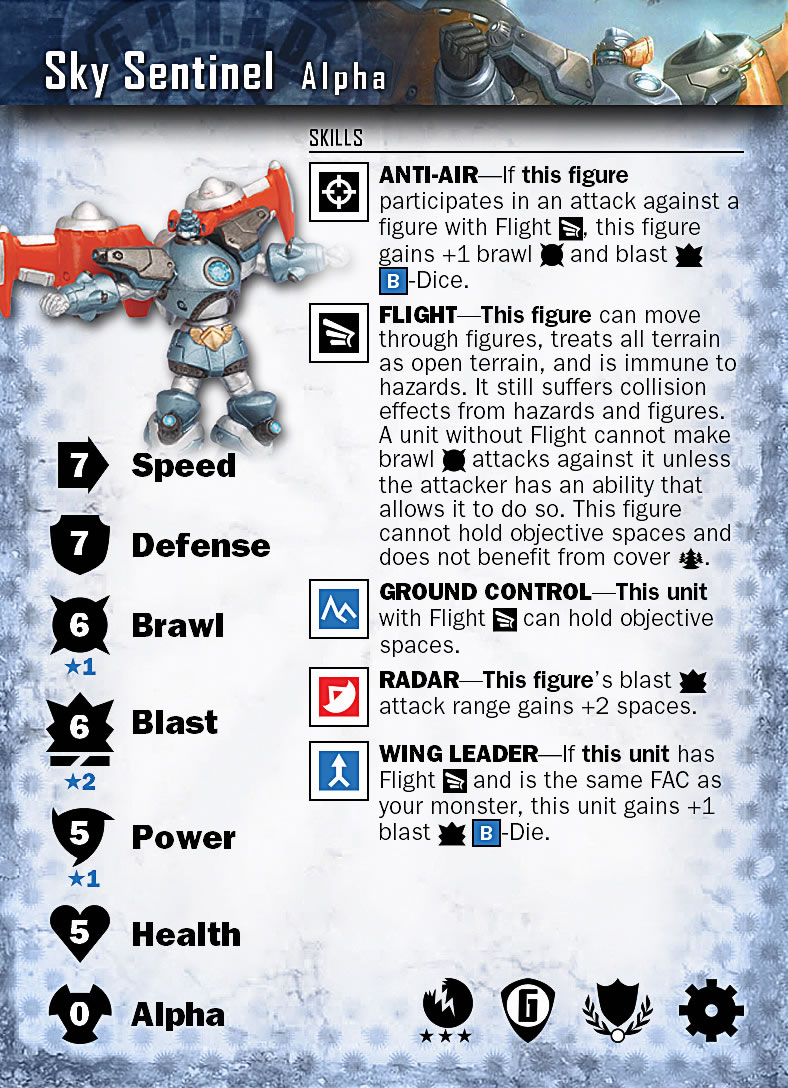 Sky Sentinel Alpha
SKILLS
ANTI-AIR—If this figure
participates in an attack against a
figure with Flight , this figure
gains +1 brawl and blast
B -Dice.
FLIGHT—This figure can move
through figures, treats all terrain
as open terrain, and is immune to
hazards. It still suffers collision
effects from hazards and figures.
A unit without Flight cannot make
brawl attacks against it unless
the attacker has an ability that
allows it to do so. This figure
cannot hold objective spaces and
does not benefit from cover .
GROUND CONTROL—This unit
with Flight can hold objective
spaces.
RADAR—This figure's blast
attack range gains +2 spaces.
WING LEADER—If this unit has
Flight and is the same FAC as
your monster, this unit gains +1
blast B -Die.
7 Speed
7 Defense
6 Brawl
★1
6 Blast
★2
5 Power
★1
5 Health
0 Alpha
★★★
G